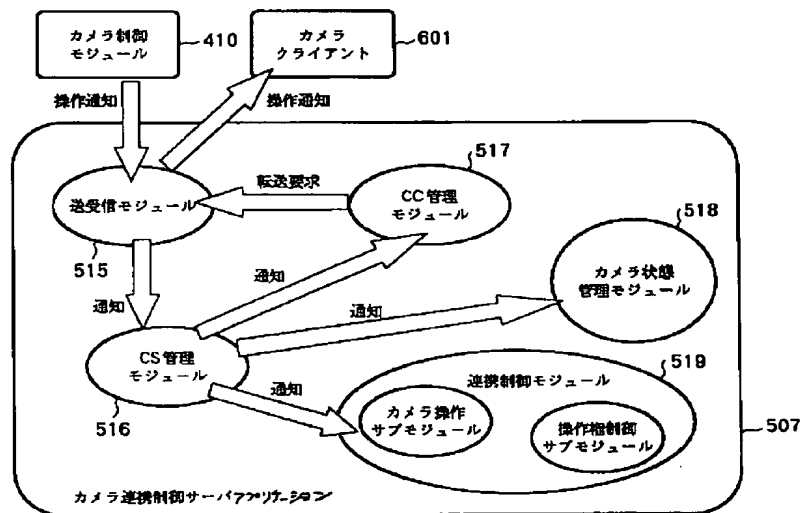 カメラ制御
モジュール
410
カメラ
クライアント
601
操作通知
操作通知
517
転送要求
CC管理
モジュール
送受信モジュール
518
515
カメラ状態
管理モジュール
通知
通知
通知
CS管理
モジュール
519
連携制御モジュール
通知
516
カメラ操作
サブモジュール
操作権制御
サブモジュール
507
カメラ連携制御サーバアプリケーション